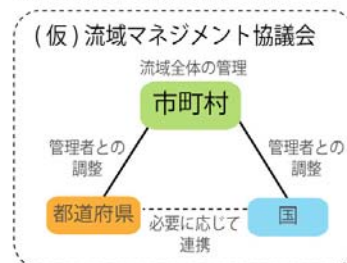 (仮)流域マネジメント協議会
流域全体の管理
市町村
管理者との
調整
管理者との
調整
都道府県
必要に応じて
連携
国